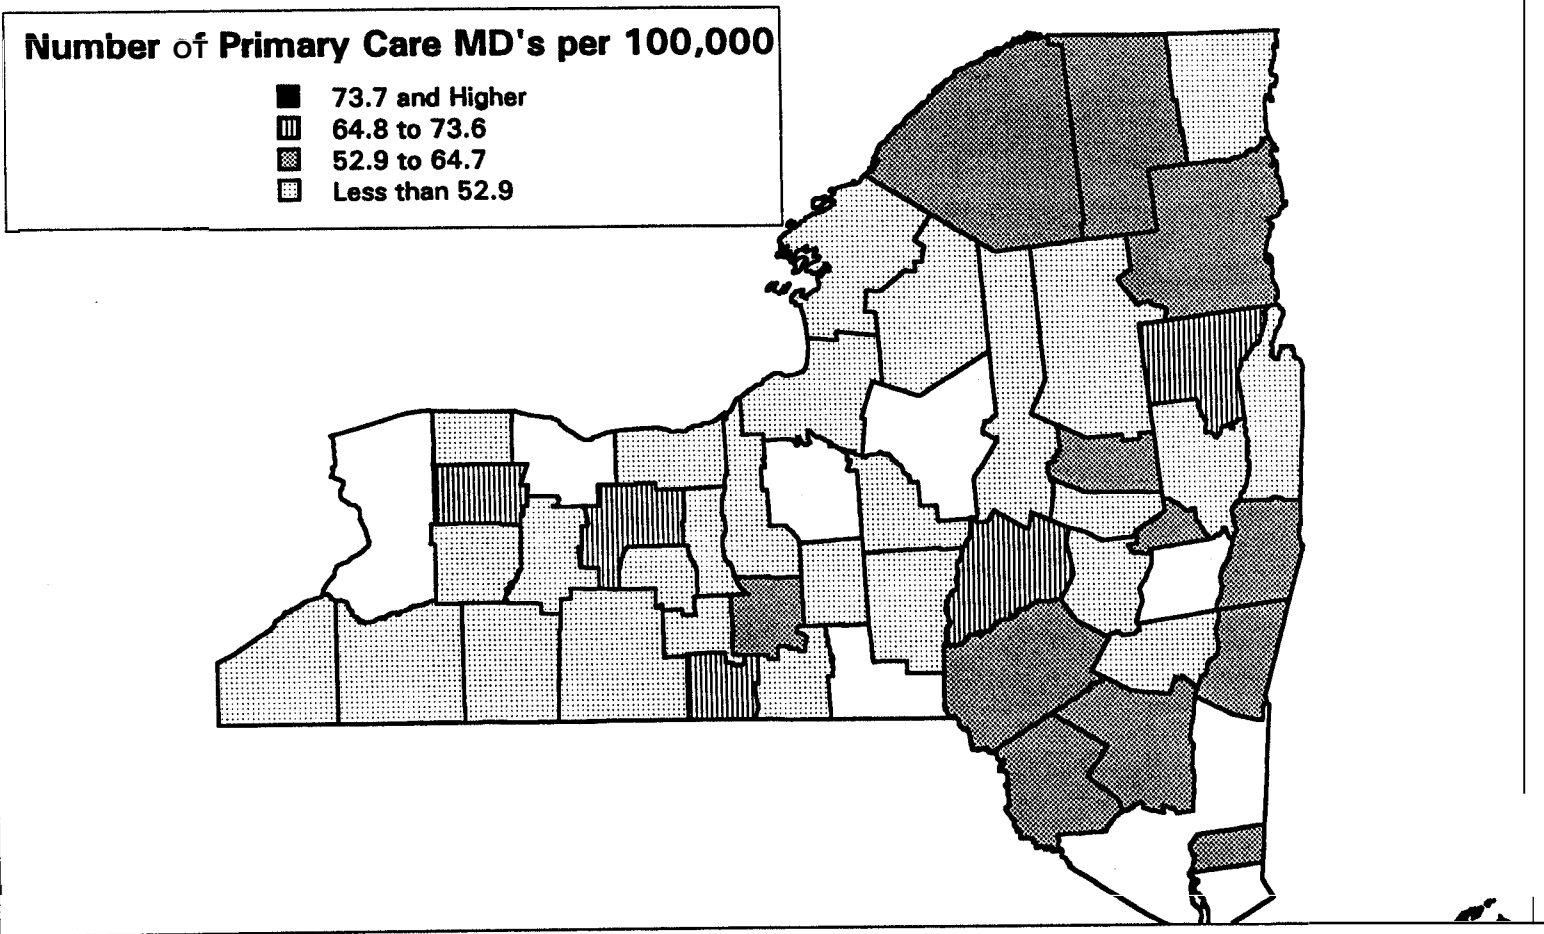 Number of Primary Care MD's per 100,000
73.7 and Higher
64.8 to 73.6
52.9 to 64.7
Less than 52.9